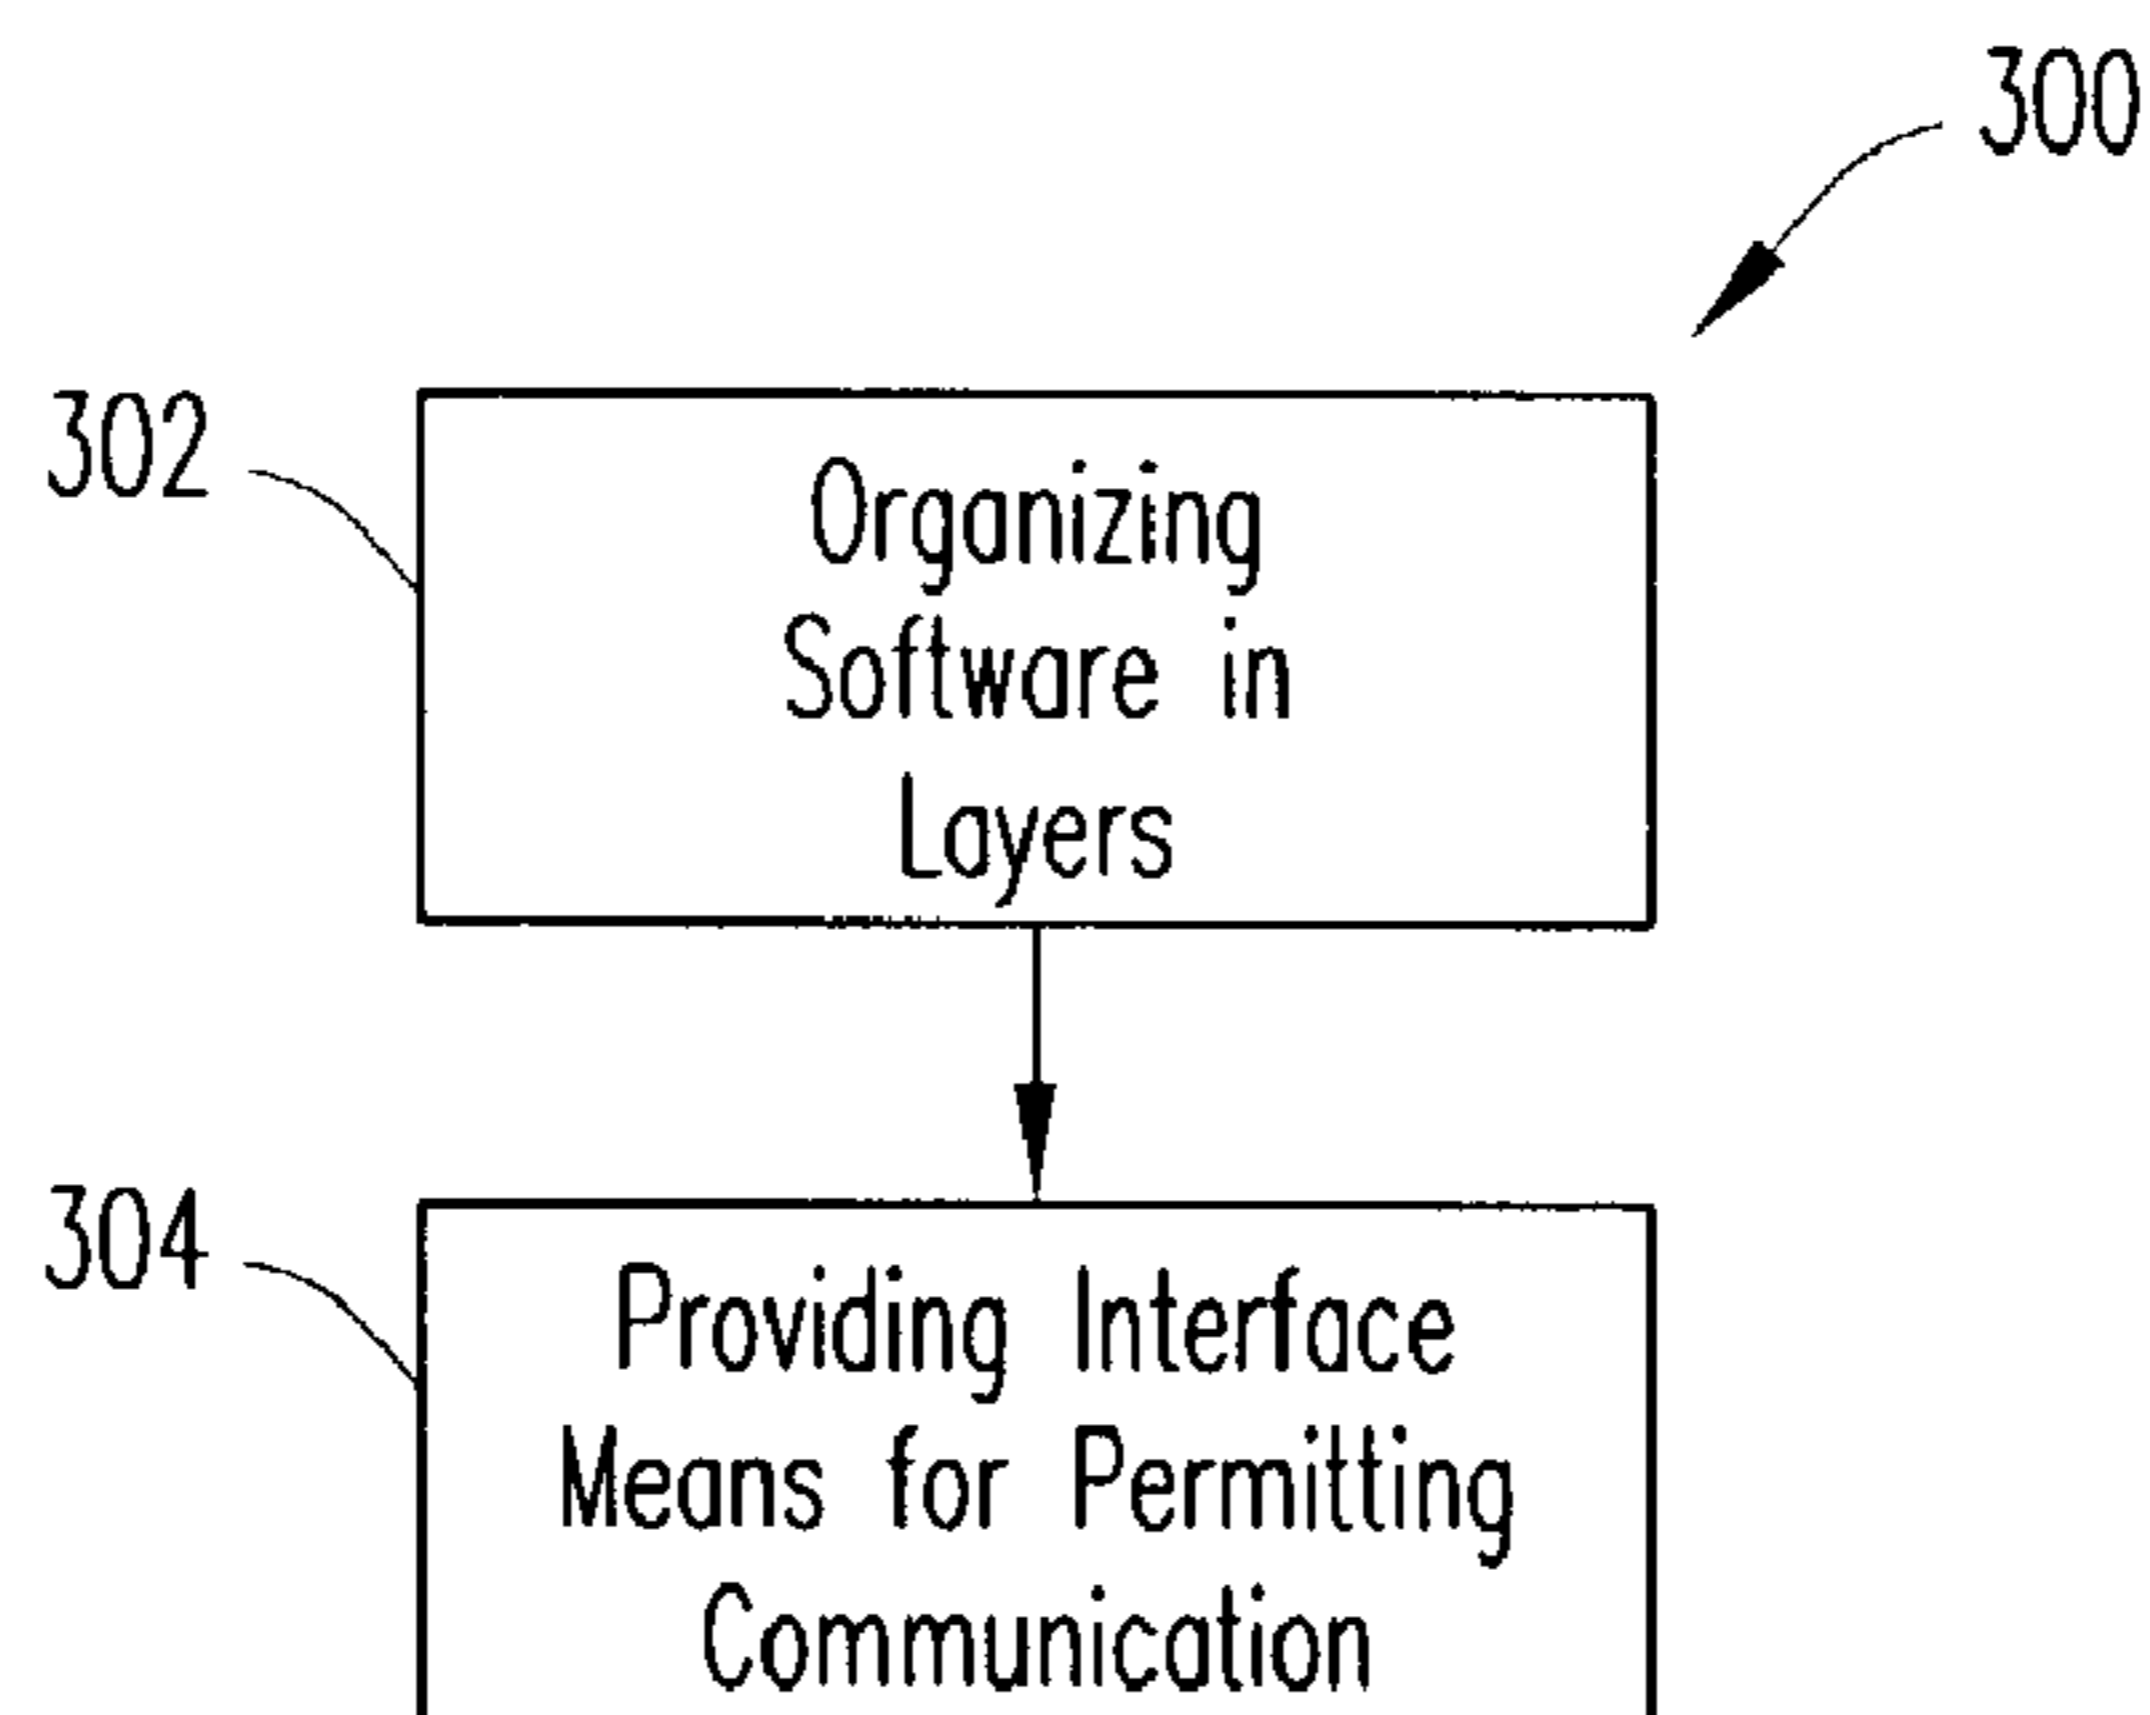 300
302
Organizing
Software in
Layers
304
Providing Interface
Means for Permitting
Communication